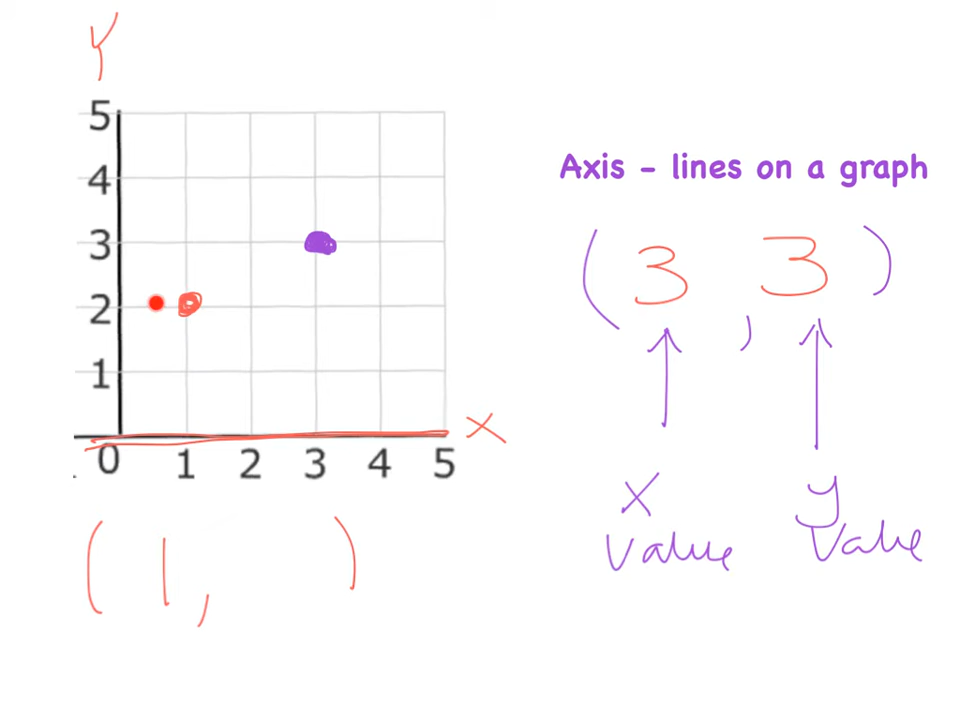 Y
5
4
3
2
1
0 1 2 3 4 5
X
( 1, )
Axis - lines on a graph
( 3 , 3 )
X y
Value Value